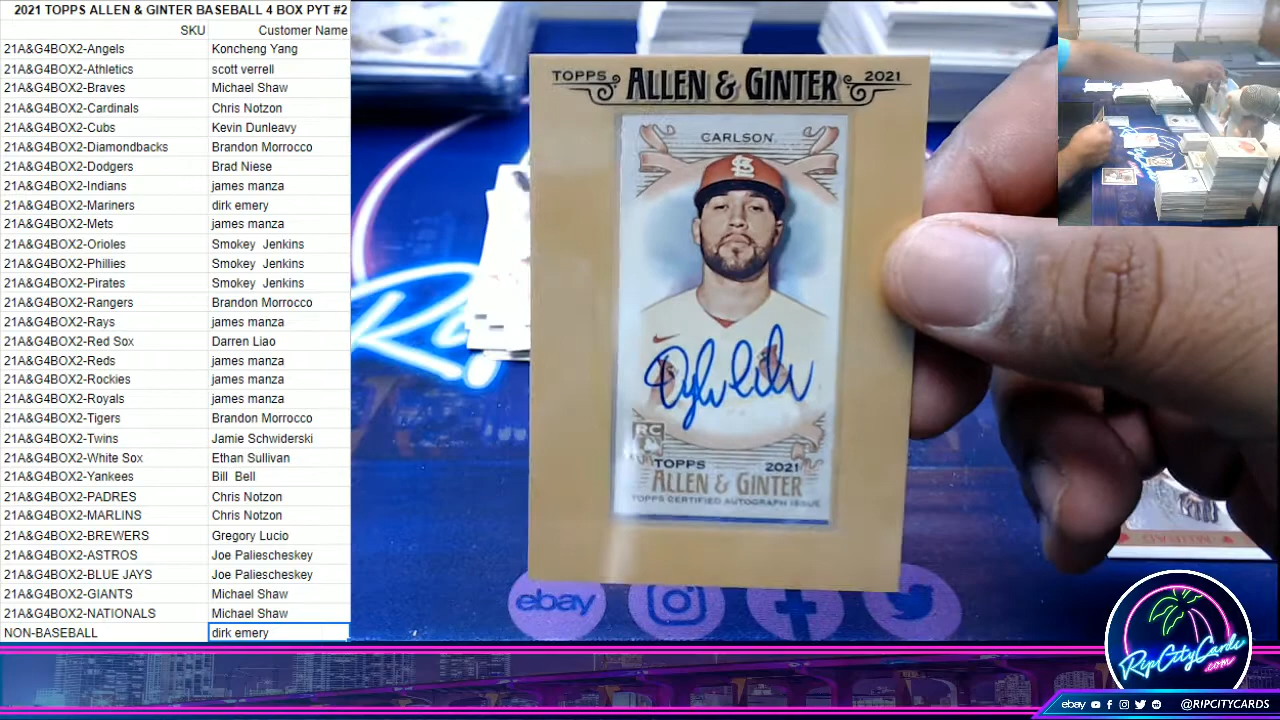 2021 TOPPS ALLEN & GINTER BASEBALL 4 BOX PYT #2
SKU Customer Name
21A&G4BOX2-Angels Koncheng Yang
21A&G4BOX2-Athletics scott verrell
21A&G4BOX2-Braves Michael Shaw
21A&G4BOX2-Cardinals Chris Notzon
21A&G4BOX2-Cubs Kevin Dunleavy
21A&G4BOX2-Diamondbacks Brandon Morrocco
21A&G4BOX2-Dodgers Brad Niese
21A&G4BOX2-Indians james manza
21A&G4BOX2-Mariners dirk emery
21A&G4BOX2-Mets james manza
21A&G4BOX2-Orioles Smokey Jenkins
21A&G4BOX2-Phillies Smokey Jenkins
21A&G4BOX2-Pirates Smokey Jenkins
21A&G4BOX2-Rangers Brandon Morrocco
21A&G4BOX2-Rays james manza
21A&G4BOX2-Red Sox Darren Liao
21A&G4BOX2-Reds james manza
21A&G4BOX2-Rockies james manza
21A&G4BOX2-Royals james manza
21A&G4BOX2-Tigers Brandon Morrocco
21A&G4BOX2-Twins Jamie Schwiderski
21A&G4BOX2-White Sox Ethan Sullivan
21A&G4BOX2-Yankees Bill Bell
21A&G4BOX2-PADRES Chris Notzon
21A&G4BOX2-MARLINS Chris Notzon
21A&G4BOX2-BREWERS Gregory Lucio
21A&G4BOX2-ASTROS Joe Paliescheskey
21A&G4BOX2-BLUE JAYS Joe Paliescheskey
21A&G4BOX2-GIANTS Michael Shaw
21A&G4BOX2-NATIONALS Michael Shaw
NON-BASEBALL dirk emery
TOPPS ALLEN & GINTER 2021
CARLSON
StL
RC
TOPPS 2021
ALLEN & GINTER
TOPPS CERTIFIED AUTOGRAPH ISSUE
ebay
RipCityCards
.com
ebay @RIPCITYCARDS